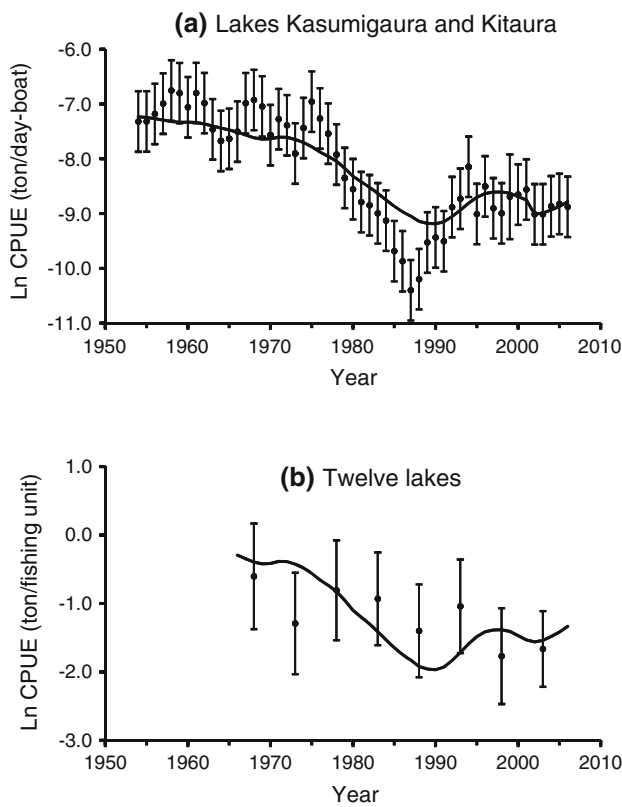 (a) Lakes Kasumigaura and Kitaura
Ln CPUE (ton/day-boat)
-6.0
-7.0
-8.0
-9.0
-10.0
-11.0
1950 1960 1970 1980 1990 2000 2010
Year
(b) Twelve lakes
Ln CPUE (ton/fishing unit)
1.0
0.0
-1.0
-2.0
-3.0
1950 1960 1970 1980 1990 2000 2010
Year